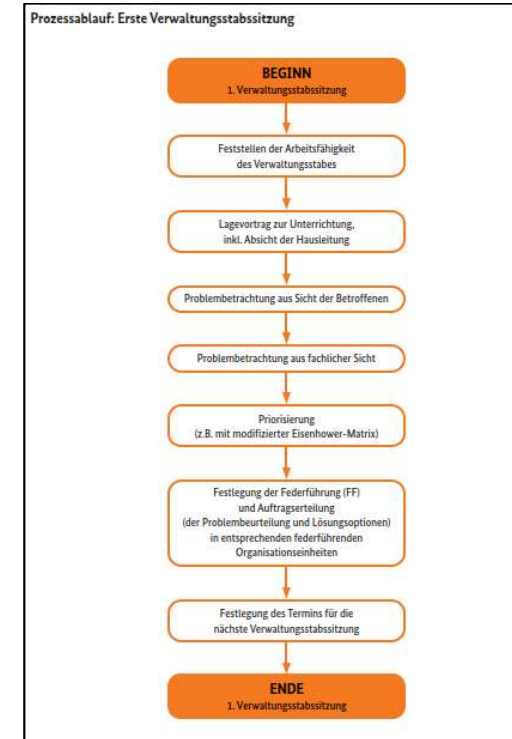 Prozessablauf: Erste Verwaltungsstabssitzung
BEGINN
1. Verwaltungsstabssitzung
Feststellen der Arbeitsfähigkeit
des Verwaltungsstabes
Lagevortrag zur Unterrichtung,
inkl. Absicht der Hausleitung
Problembetrachtung aus Sicht der Betroffenen
Problembetrachtung aus fachlicher Sicht
Priorisierung
(z.B. mit modifizierter Eisenhower-Matrix)
Festlegung der Federführung (FF)
und Auftragserteilung
(der Problembeurteilung und Lösungsoptionen)
in entsprechenden federführenden
Organisationseinheiten
Festlegung des Termins für die
nächste Verwaltungsstabssitzung
ENDE
1. Verwaltungsstabssitzung